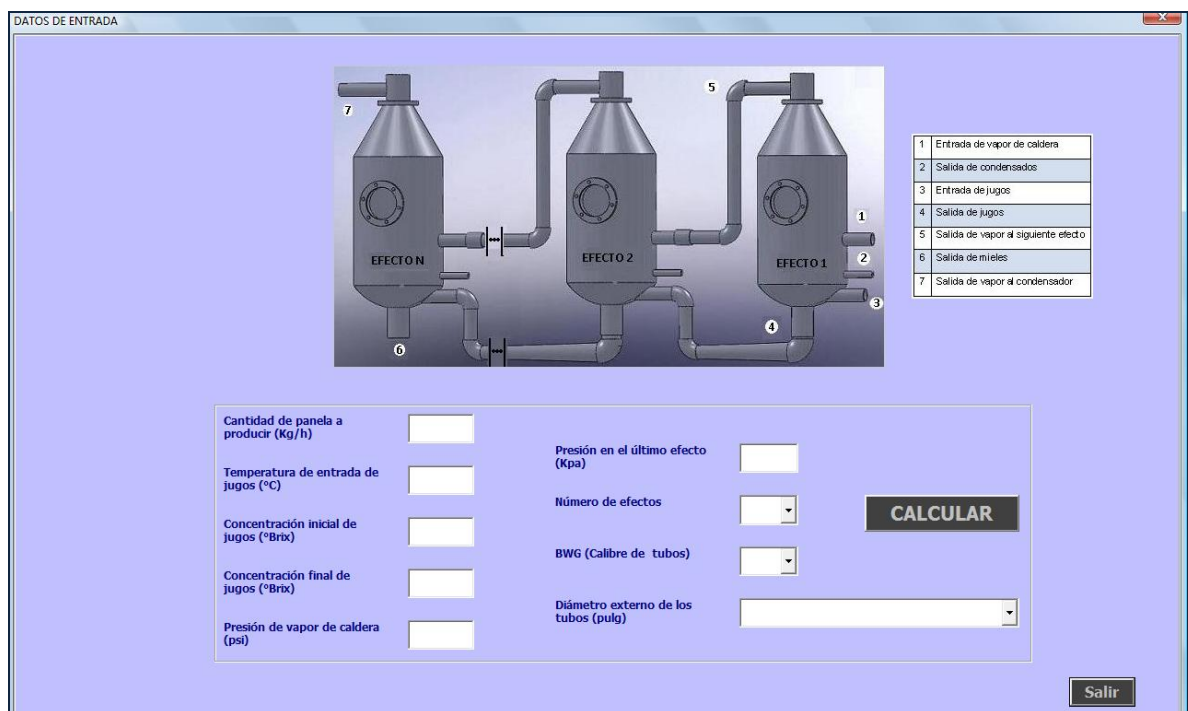 DATOS DE ENTRADA
7
5
1
2
3
4
6
EFECTO N
EFECTO 2
EFECTO 1
1 Entrada de vapor de caldera
2 Salida de condensados
3 Entrada de jugos
4 Salida de jugos
5 Salida de vapor al siguiente efecto
6 Salida de mieles
7 Salida de vapor al condensador
Cantidad de panela a
producir (Kg/h)
Temperatura de entrada de
jugos (ºC)
Concentración inicial de
jugos (ºBrix)
Concentración final de
jugos (ºBrix)
Presión de vapor de caldera
(psi)
Presión en el último efecto
(Kpa)
Número de efectos
BWG (Calibre de tubos)
Diámetro externo de los
tubos (pulg)
CALCULAR
Salir